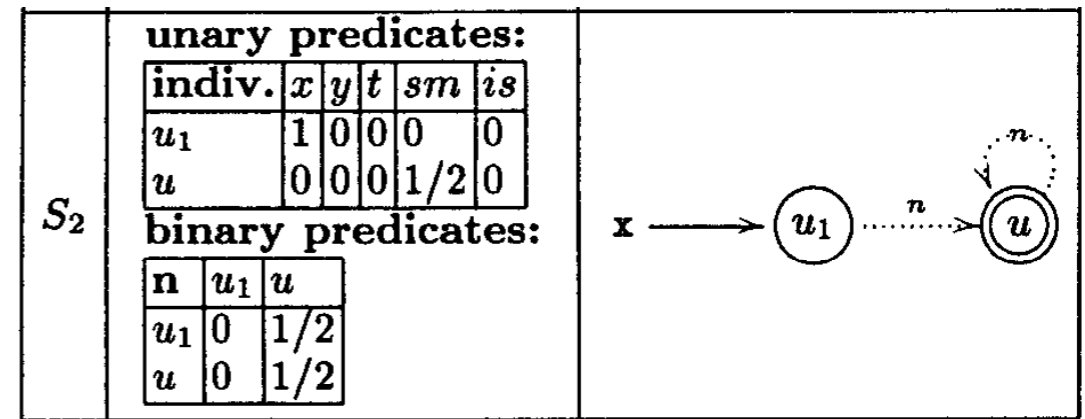 S₂
unary predicates:
indiv. x y t sm is
u₁ 1 0 0 0 0
u 0 0 0 1/2 0
binary predicates:
n u₁ u
u₁ 0 1/2
u 0 1/2
n
n
x u₁ u